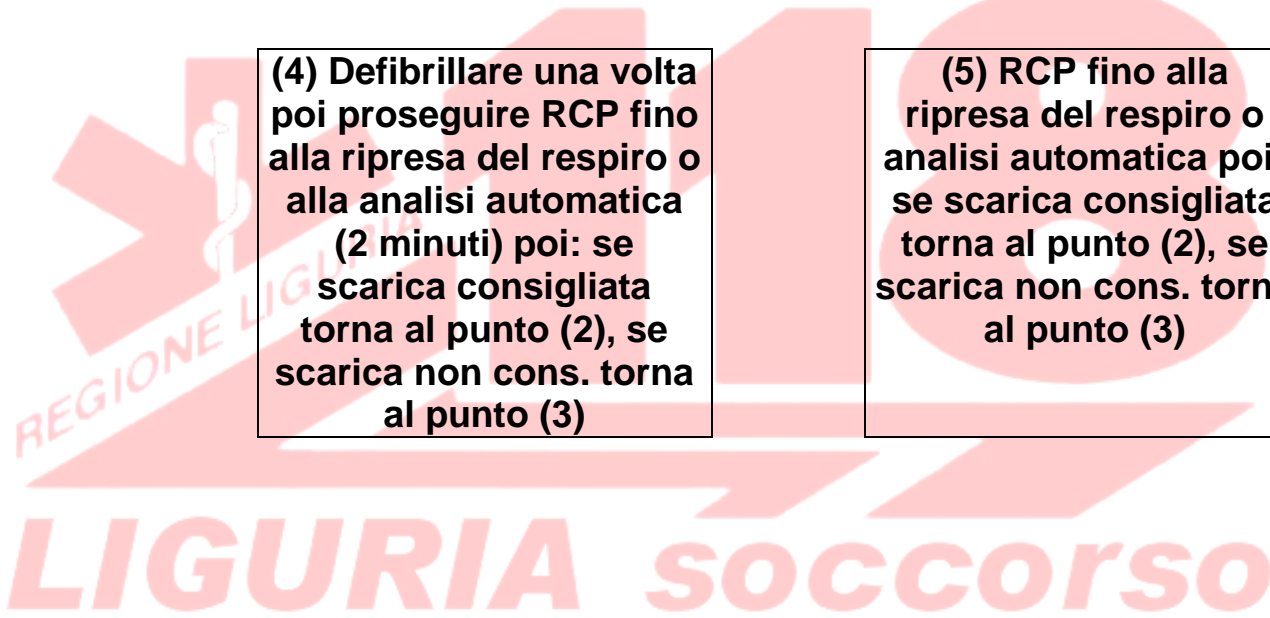 118
(4) Defibrillare una volta
poi proseguire RCP fino
alla ripresa del respiro o
alla analisi automatica
(2 minuti) poi: se
scarica consigliata
torna al punto (2), se
scarica non cons. torna
al punto (3)
(5) RCP fino alla
ripresa del respiro o
analisi automatica poi
se scarica consigliata
torna al punto (2), se
scarica non cons. torn
al punto (3)
REGIONE LIGURIA
LIGURIA soccorso